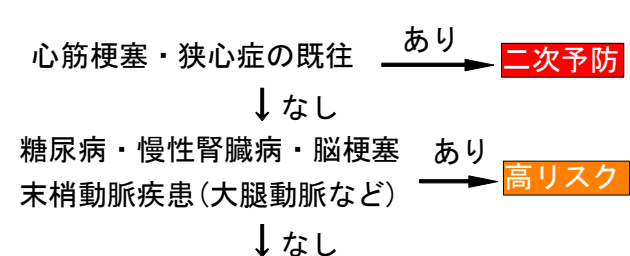 心筋梗塞・狭心症の既往 あり 二次予防
↓なし
糖尿病・慢性腎臓病・脳梗塞 あり
末梢動脈疾患(大腿動脈など) 高リスク
↓なし